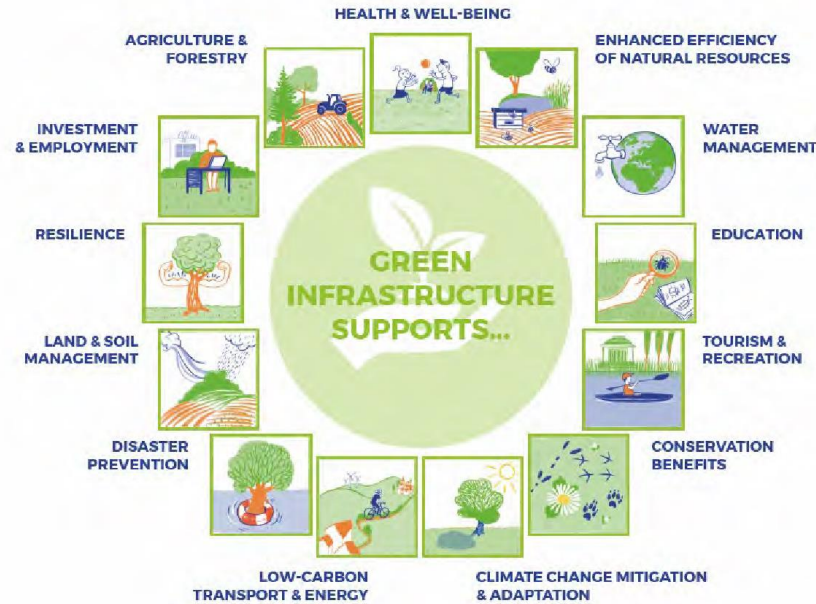 HEALTH & WELL-BEING
AGRICULTURE &
FORESTRY
ENHANCED EFFICIENCY
OF NATURAL RESOURCES
INVESTMENT
& EMPLOYMENT
WATER
MANAGEMENT
RESILIENCE
EDUCATION
GREEN
INFRASTRUCTURE
SUPPORTS...
LAND & SOIL
MANAGEMENT
TOURISM &
RECREATION
DISASTER
PREVENTION
CONSERVATION
BENEFITS
LOW-CARBON
TRANSPORT & ENERGY
CLIMATE CHANGE MITIGATION
& ADAPTATION